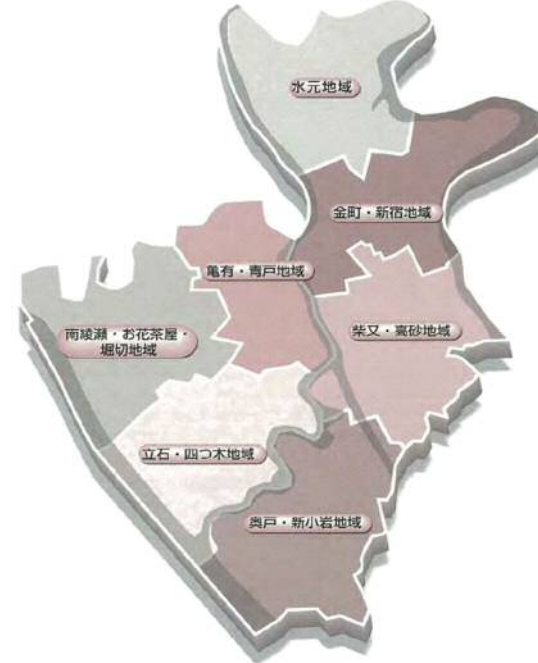 水元地域
金町・新宿地域
亀有・青戸地域
南綾瀬・お花茶屋・
堀切地域
柴又・高砂地域
立石・四つ木地域
奥戸・新小岩地域